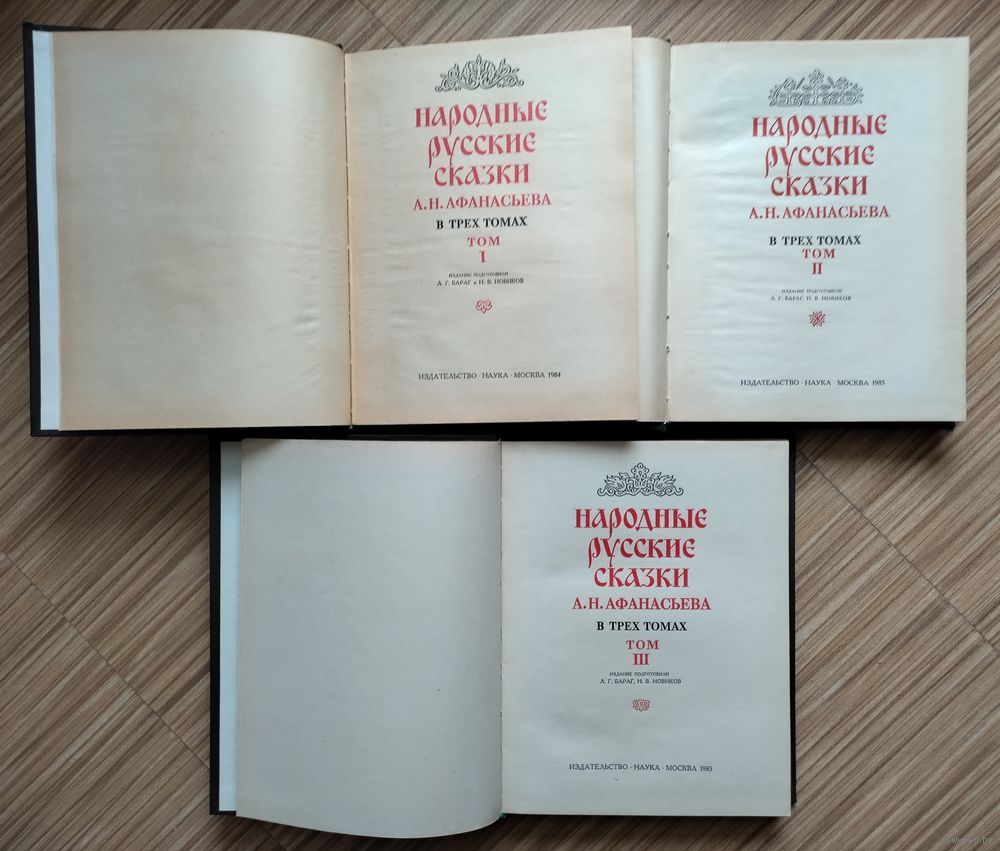 НАРОДНЫЕ
РУССКИЕ
СКАЗКИ
А.Н. АФАНАСЬЕВА
В ТРЕХ ТОМАХ
ТОМ
I
ИЗДАНИЕ ПОДГОТОВИЛИ
Л. Г. БАРАГ и Н. В. НОВИКОВ
ИЗДАТЕЛЬСТВО · НАУКА · МОСКВА 1984
НАРОДНЫЕ
РУССКИЕ
СКАЗКИ
А.Н. АФАНАСЬЕВА
В ТРЕХ ТОМАХ
ТОМ
II
ИЗДАНИЕ ПОДГОТОВИЛИ
Л. Г. БАРАГ, Н. В. НОВИКОВ
ИЗДАТЕЛЬСТВО · НАУКА · МОСКВА 1985
НАРОДНЫЕ
РУССКИЕ
СКАЗКИ
А.Н. АФАНАСЬЕВА
В ТРЕХ ТОМАХ
ТОМ
III
ИЗДАНИЕ ПОДГОТОВИЛИ
Л. Г. БАРАГ, Н. В. НОВИКОВ
ИЗДАТЕЛЬСТВО · НАУКА · МОСКВА 1985